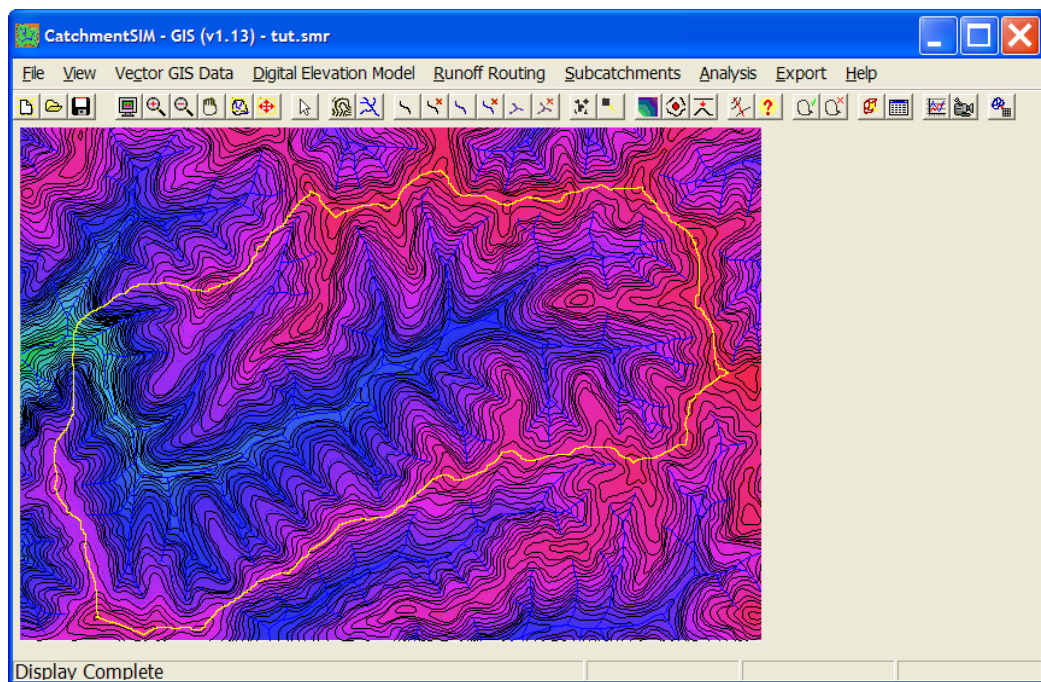 CatchmentSIM - GIS (v1.13) - tut.smr
File View Vector GIS Data Digital Elevation Model Runoff Routing Subcatchments Analysis Export Help
Display Complete